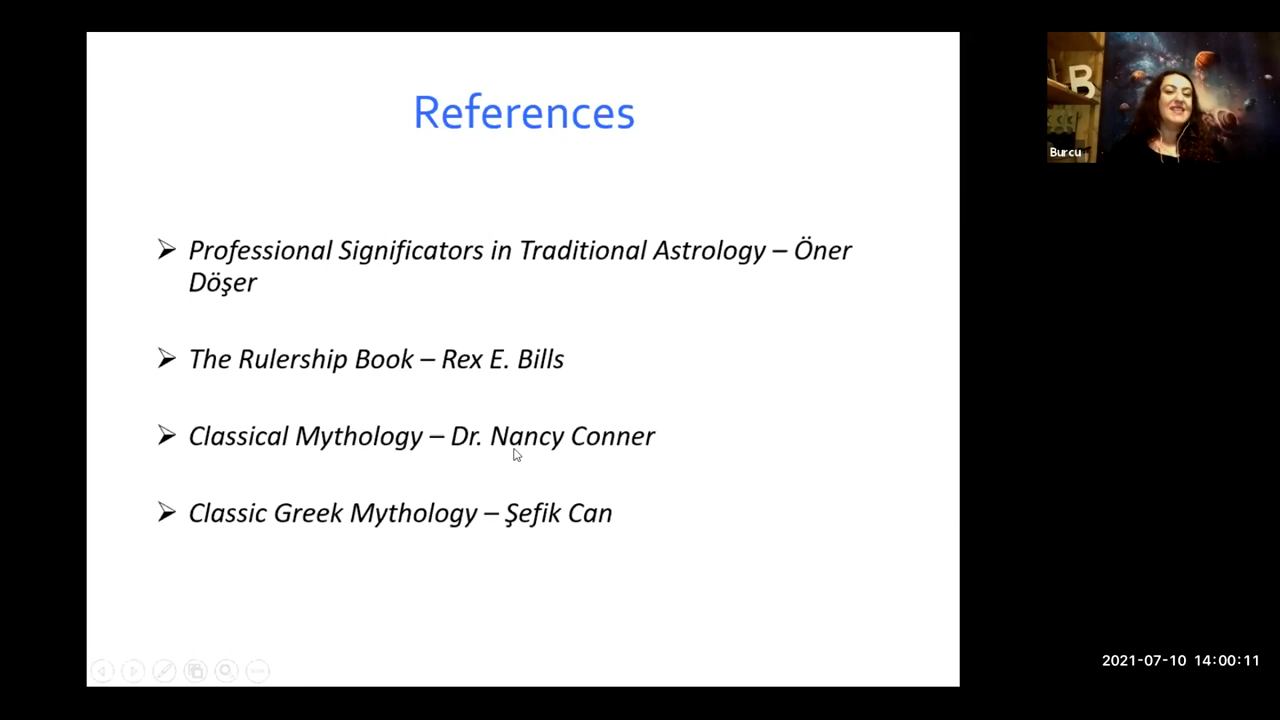 References
Professional Significators in Traditional Astrology – Öner
Döşer
The Rulership Book – Rex E. Bills
Classical Mythology – Dr. Nancy Conner
Classic Greek Mythology – Şefik Can
B
Burcu
2021-07-10 14:00:11